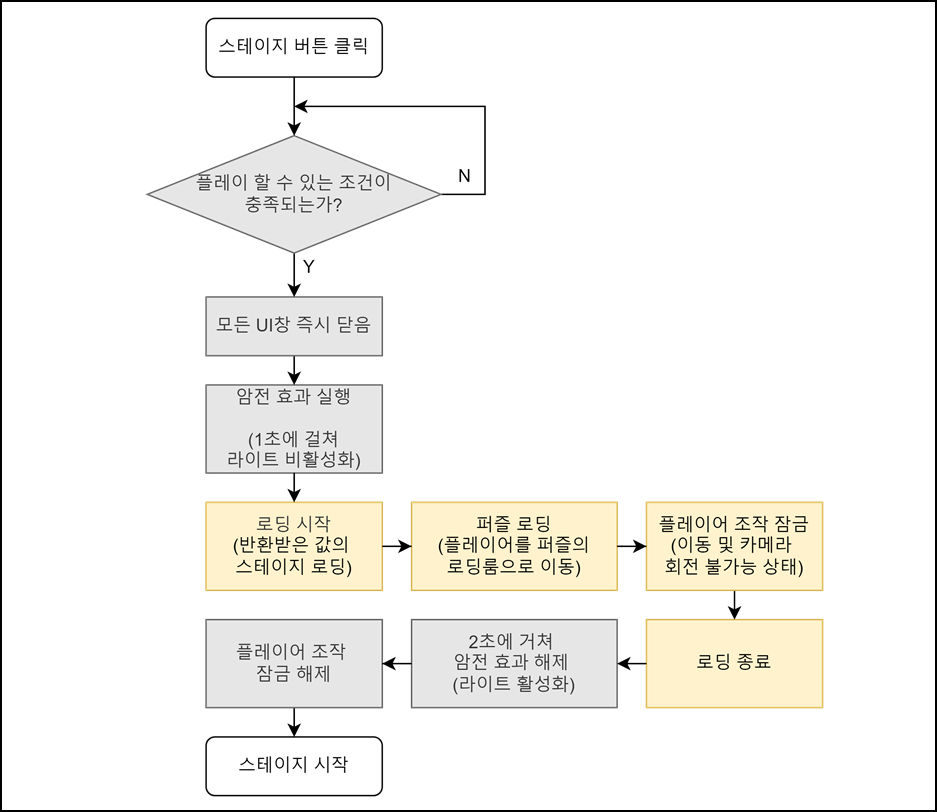 스테이지 버튼 클릭
플레이 할 수 있는 조건이
충족되는가?
N
Y
모든 UI창 즉시 닫음
암전 효과 실행
(1초에 걸쳐
라이트 비활성화)
로딩 시작
(반환받은 값의
스테이지 로딩)
퍼즐 로딩
(플레이어를 퍼즐의
로딩룸으로 이동)
플레이어 조작 잠금
(이동 및 카메라
회전 불가능 상태)
로딩 종료
2초에 거쳐
암전 효과 해제
(라이트 활성화)
플레이어 조작
잠금 해제
스테이지 시작